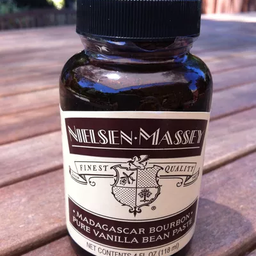 NIELSEN·MASSEY
FINEST QUALITY
®
• MADAGASCAR BOURBON •
PURE VANILLA BEAN PASTE
NET CONTENTS 4 FL OZ (118 ml)